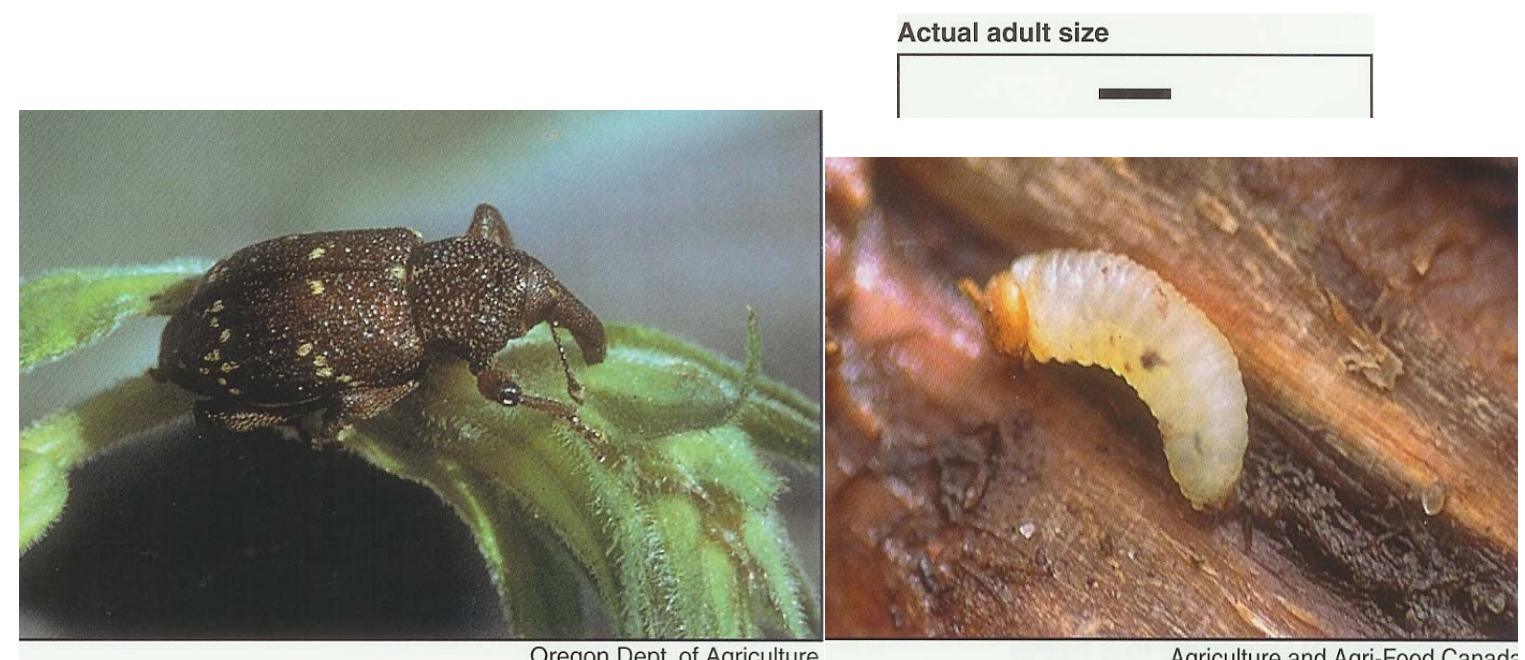 Actual adult size
Oregon Dept. of Agriculture
Agriculture and Agri-Food Canada